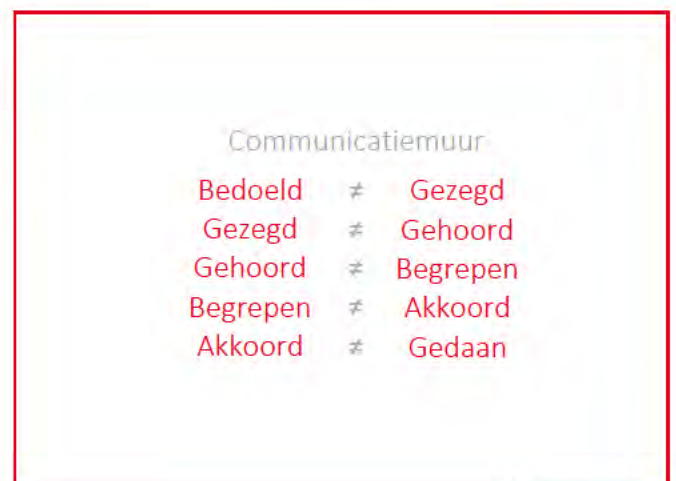 Communicatiemuur
Bedoeld ≠ Gezegd
Gezegd ≠ Gehoord
Gehoord ≠ Begrepen
Begrepen ≠ Akkoord
Akkoord ≠ Gedaan